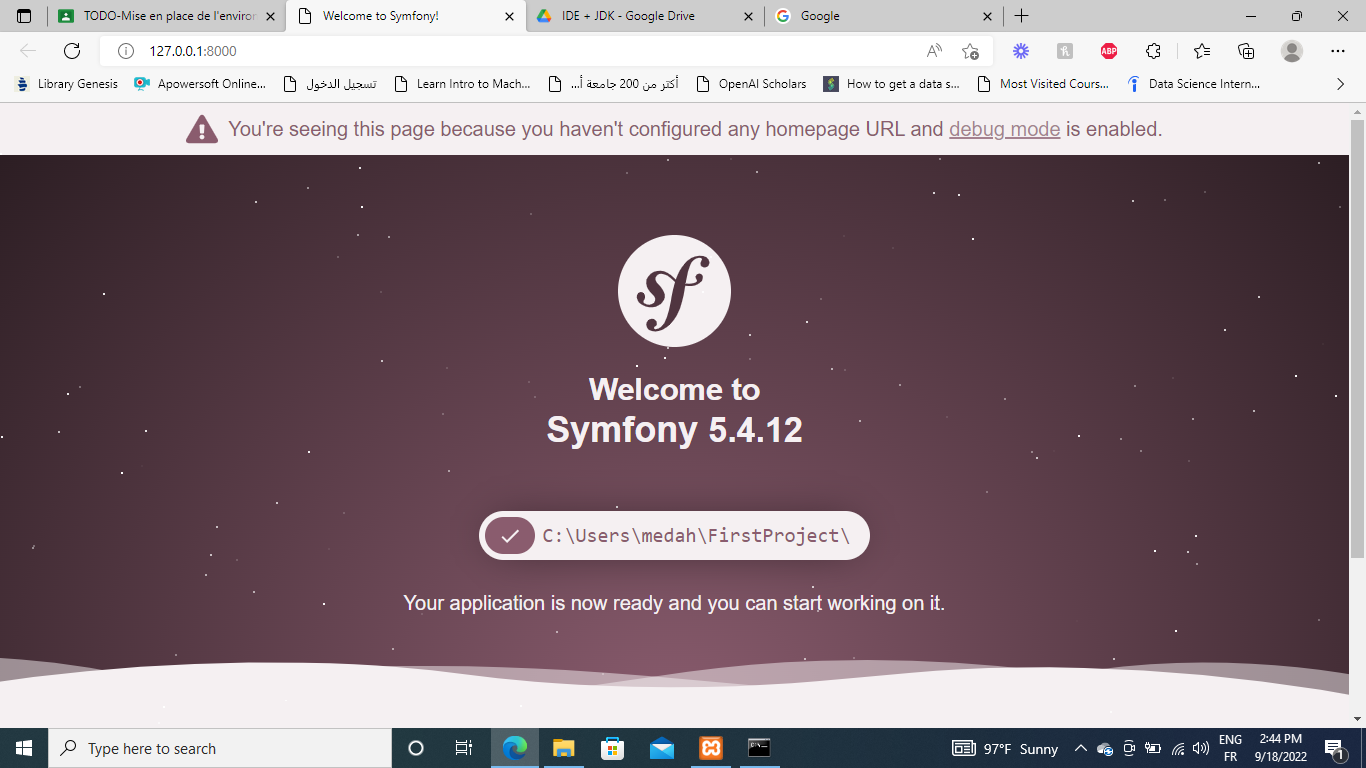 TODO-Mise en place de l'environ
Welcome to Symfony!
IDE + JDK - Google Drive
Google
127.0.0.1:8000
ABP
Library Genesis
Apowersoft Online...
تسجيل الدخول
Learn Intro to Mach...
أكثر من 200 جامعة أ...
OpenAI Scholars
How to get a data s...
Most Visited Cours...
Data Science Intern...
You're seeing this page because you haven't configured any homepage URL and debug mode is enabled.
sf
Welcome to
Symfony 5.4.12
C:\Users\medah\FirstProject\
Your application is now ready and you can start working on it.
Type here to search
97°F Sunny
ENG
FR
2:44 PM
9/18/2022
1